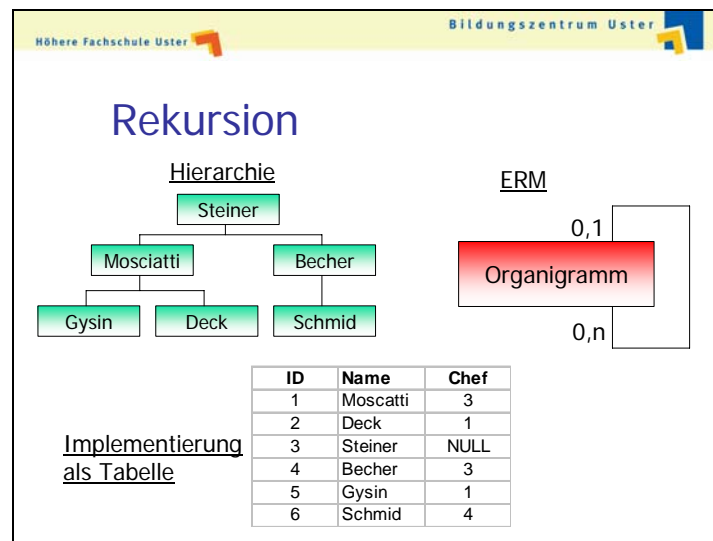 Höhere Fachschule Uster
Bildungszentrum Uster
Rekursion
Hierarchie
Steiner
Mosciatti
Becher
Gysin
Deck
Schmid
ERM
0,1
Organigramm
0,n
Implementierung
als Tabelle
ID Name Chef
1 Moscatti 3
2 Deck 1
3 Steiner NULL
4 Becher 3
5 Gysin 1
6 Schmid 4